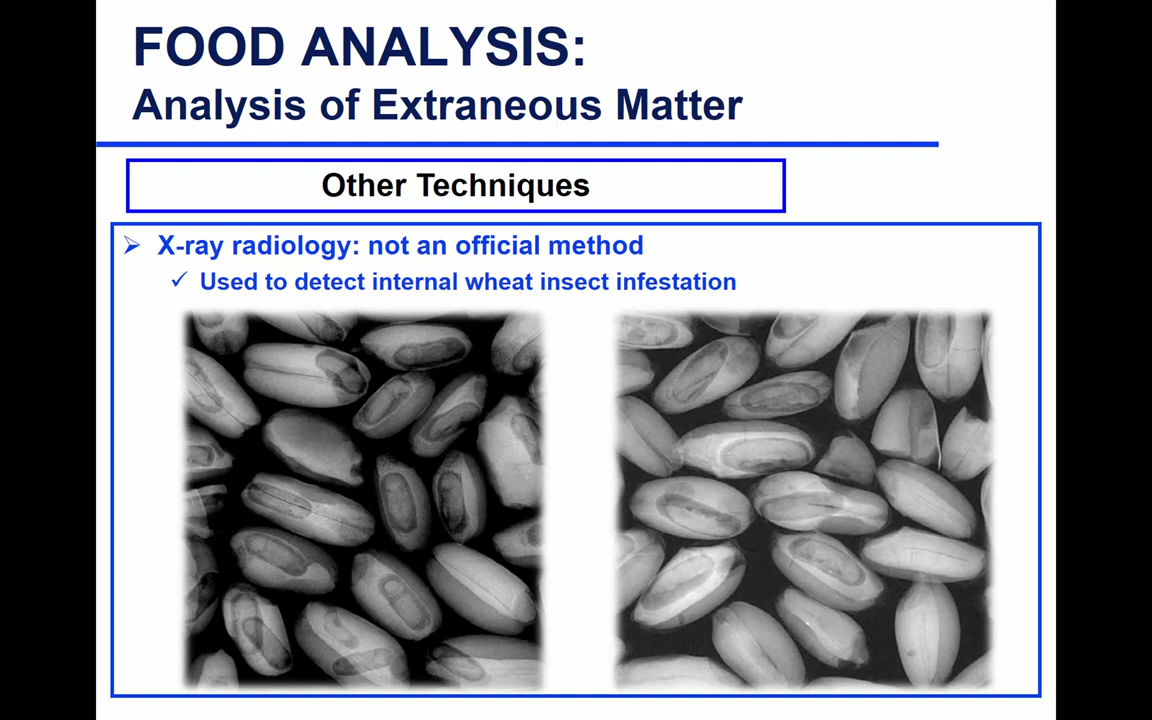 FOOD ANALYSIS:
Analysis of Extraneous Matter
Other Techniques
➢ X-ray radiology: not an official method
✓ Used to detect internal wheat insect infestation